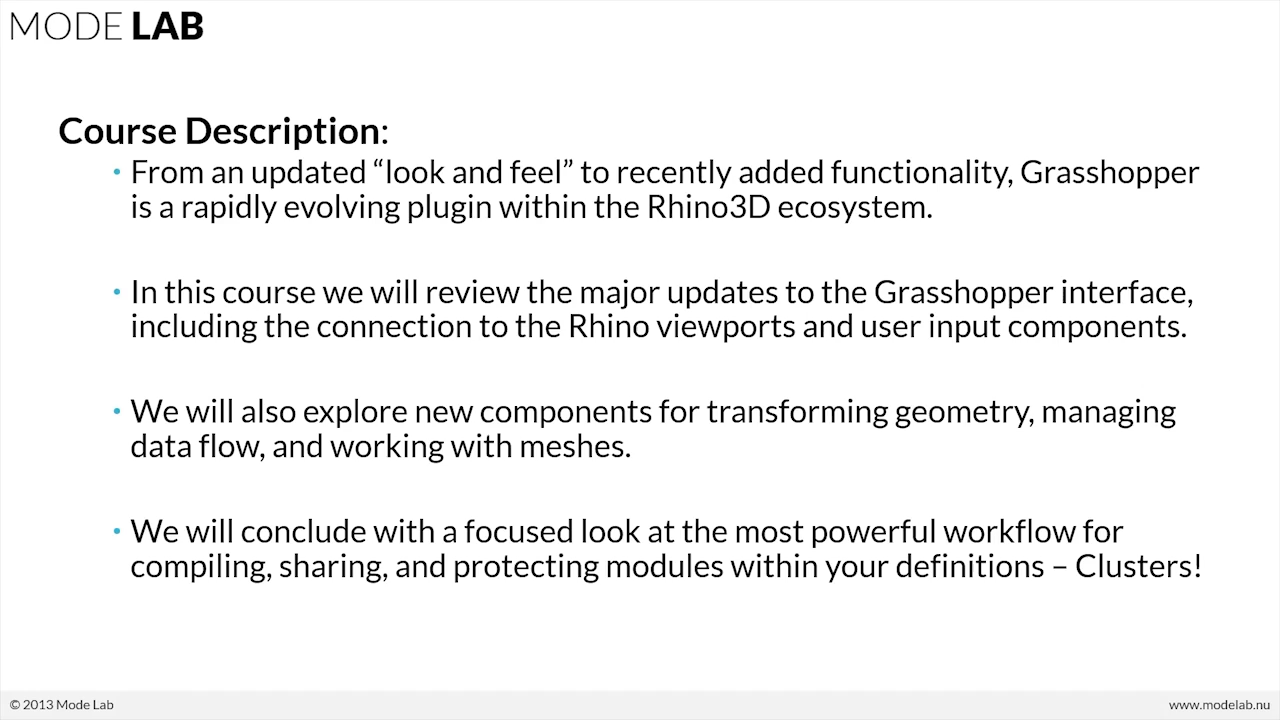 MODE LAB
Course Description:
• From an updated “look and feel” to recently added functionality, Grasshopper
is a rapidly evolving plugin within the Rhino3D ecosystem.
• In this course we will review the major updates to the Grasshopper interface,
including the connection to the Rhino viewports and user input components.
• We will also explore new components for transforming geometry, managing
data flow, and working with meshes.
• We will conclude with a focused look at the most powerful workflow for
compiling, sharing, and protecting modules within your definitions – Clusters!
© 2013 Mode Lab
www.modelab.nu